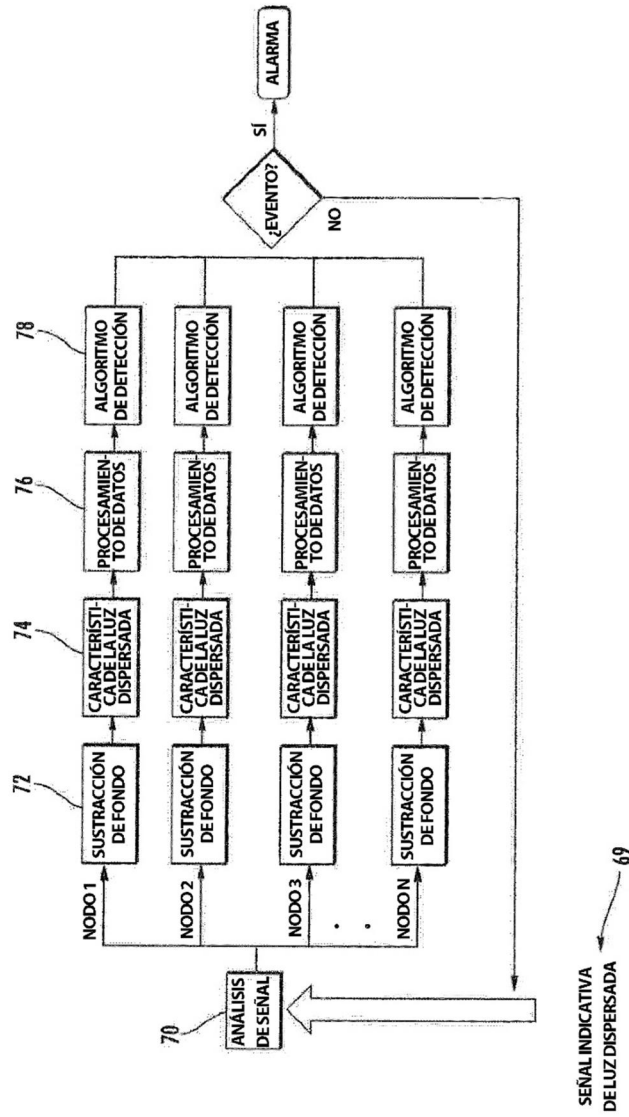 78
76
74
72
70
69
NODO 1
SUSTRACCIÓN
DE FONDO
CARACTERÍSTI-
CA DE LA LUZ
DISPERSADA
PROCESAMIEN-
TO DE DATOS
ALGORITMO
DE DETECCIÓN
NODO 2
SUSTRACCIÓN
DE FONDO
CARACTERÍSTI-
CA DE LA LUZ
DISPERSADA
PROCESAMIEN-
TO DE DATOS
ALGORITMO
DE DETECCIÓN
NODO 3
SUSTRACCIÓN
DE FONDO
CARACTERÍSTI-
CA DE LA LUZ
DISPERSADA
PROCESAMIEN-
TO DE DATOS
ALGORITMO
DE DETECCIÓN
NODO N
SUSTRACCIÓN
DE FONDO
CARACTERÍSTI-
CA DE LA LUZ
DISPERSADA
PROCESAMIEN-
TO DE DATOS
ALGORITMO
DE DETECCIÓN
ANÁLISIS
DE SEÑAL
¿EVENTO?
SÍ
NO
ALARMA
SEÑAL INDICATIVA
DE LUZ DISPERSADA